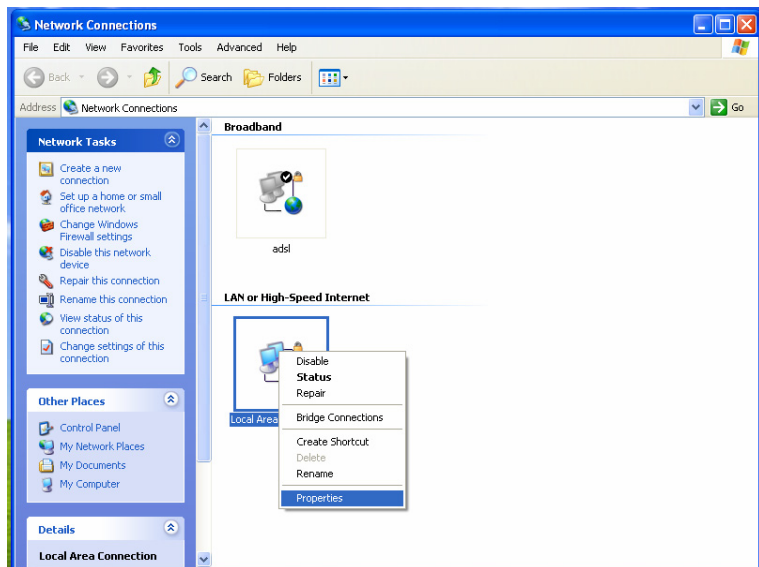 Network Connections
File Edit View Favorites Tools Advanced Help
Back Search Folders
Address Network Connections Go
Network Tasks
Create a new
connection
Set up a home or small
office network
Change Windows
Firewall settings
Disable this network
device
Repair this connection
Rename this connection
View status of this
connection
Change settings of this
connection
Other Places
Control Panel
My Network Places
My Documents
My Computer
Details
Local Area Connection
Broadband
adsl
LAN or High-Speed Internet
Local Area
Disable
Status
Repair
Bridge Connections
Create Shortcut
Delete
Rename
Properties